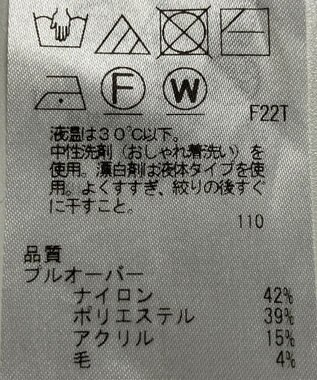 F W
F22T
液温は30℃以下。
中性洗剤（おしゃれ着洗い）を
使用。漂白剤は液体タイプを使
用。よくすすぎ、絞りの後すぐ
に干すこと。
110
品質
プルオーバー
ナイロン 42%
ポリエステル 39%
アクリル 15%
毛 4%